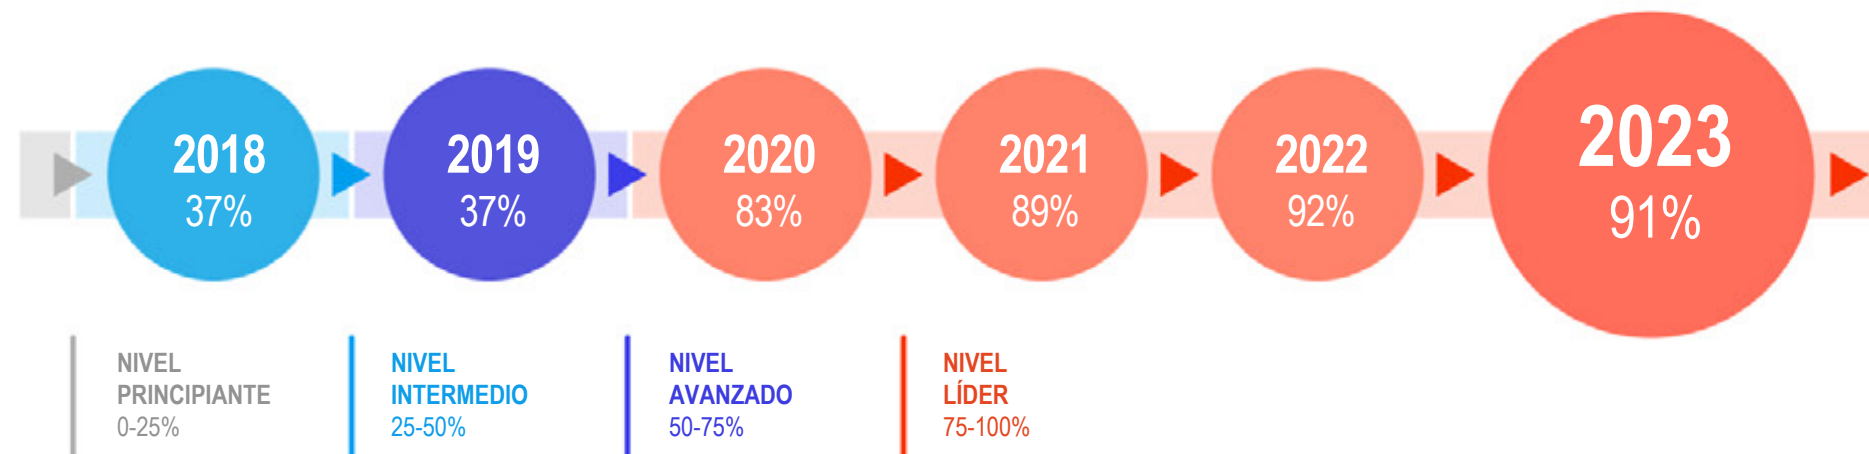 2018
37%
2019
37%
2020
83%
2021
89%
2022
92%
2023
91%
NIVEL
PRINCIPIANTE
0-25%
NIVEL
INTERMEDIO
25-50%
NIVEL
AVANZADO
50-75%
NIVEL
LÍDER
75-100%